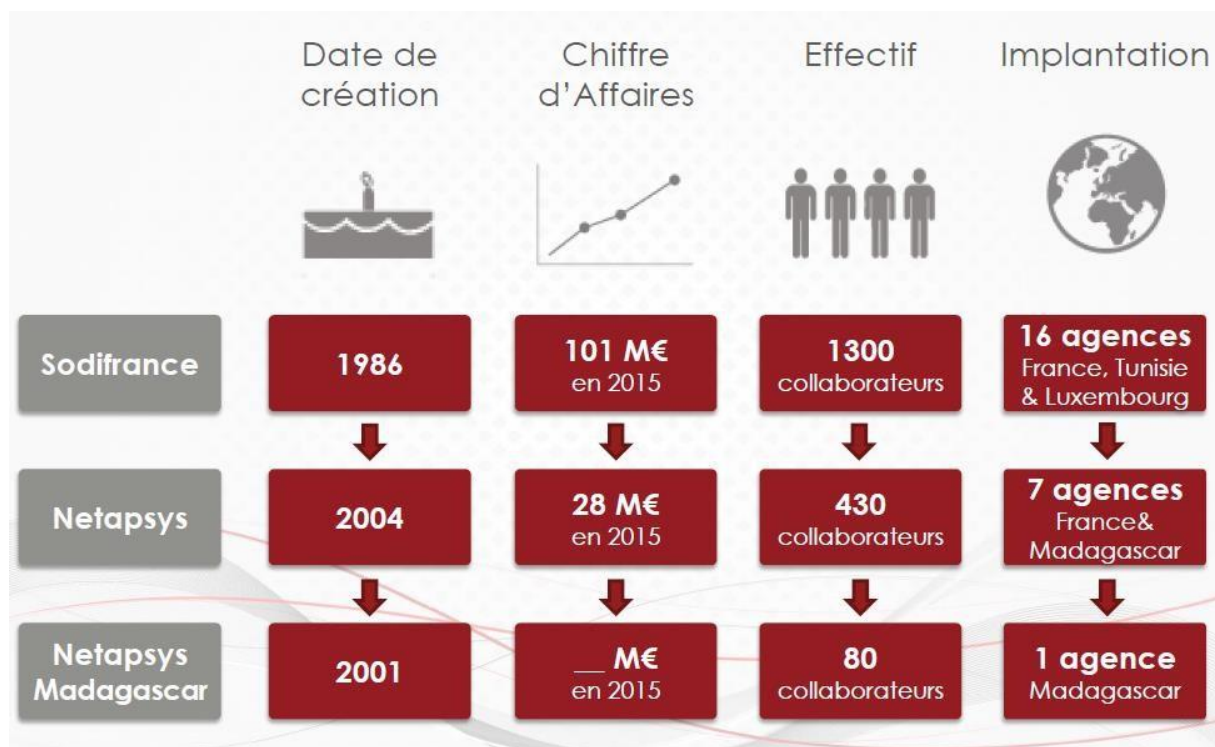 Date de
création
Chiffre
d'Affaires
Effectif
Implantation
Sodifrance
1986
101 M€
en 2015
1300
collaborateurs
16 agences
France, Tunisie
& Luxembourg
Netapsys
2004
28 M€
en 2015
430
collaborateurs
7 agences
France&
Madagascar
Netapsys
Madagascar
2001
__ M€
en 2015
80
collaborateurs
1 agence
Madagascar